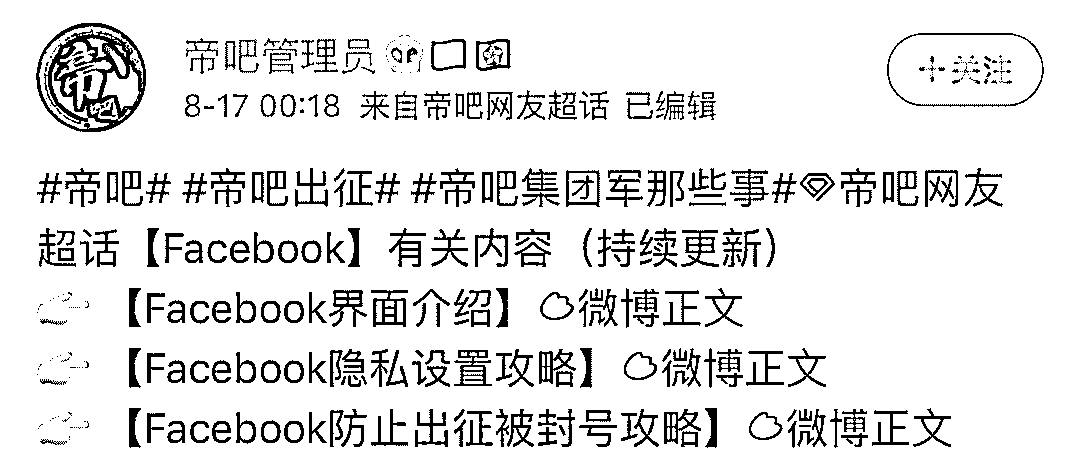 帝吧管理员
8-17 00:18 来自帝吧网友超话 已编辑
+关注
#帝吧# #帝吧出征# #帝吧集团军那些事#帝吧网友
超话【Facebook】有关内容（持续更新）
【Facebook界面介绍】微博正文
【Facebook隐私设置攻略】微博正文
【Facebook防止出征被封号攻略】微博正文